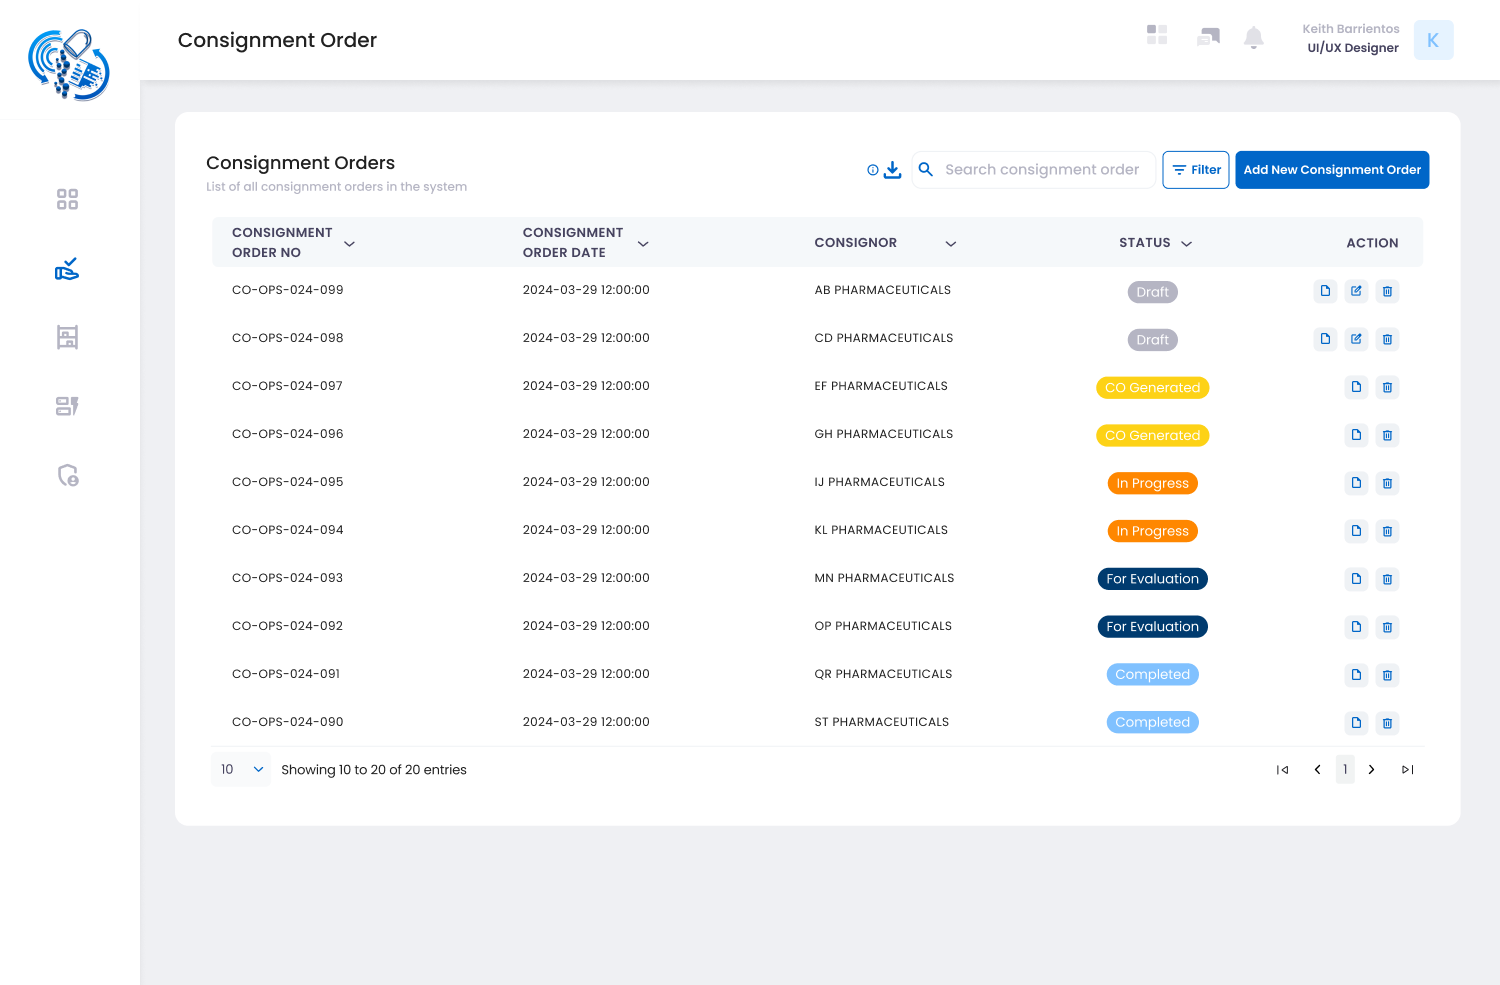 Consignment Order
Keith Barrientos
UI/UX Designer
K
Consignment Orders
List of all consignment orders in the system
Search consignment order
Filter
Add New Consignment Order
CONSIGNMENT ORDER NO
CONSIGNMENT ORDER DATE
CONSIGNOR
STATUS
ACTION
CO-OPS-024-099 2024-03-29 12:00:00 AB PHARMACEUTICALS Draft
CO-OPS-024-098 2024-03-29 12:00:00 CD PHARMACEUTICALS Draft
CO-OPS-024-097 2024-03-29 12:00:00 EF PHARMACEUTICALS CO Generated
CO-OPS-024-096 2024-03-29 12:00:00 GH PHARMACEUTICALS CO Generated
CO-OPS-024-095 2024-03-29 12:00:00 IJ PHARMACEUTICALS In Progress
CO-OPS-024-094 2024-03-29 12:00:00 KL PHARMACEUTICALS In Progress
CO-OPS-024-093 2024-03-29 12:00:00 MN PHARMACEUTICALS For Evaluation
CO-OPS-024-092 2024-03-29 12:00:00 OP PHARMACEUTICALS For Evaluation
CO-OPS-024-091 2024-03-29 12:00:00 QR PHARMACEUTICALS Completed
CO-OPS-024-090 2024-03-29 12:00:00 ST PHARMACEUTICALS Completed
10 Showing 10 to 20 of 20 entries 1